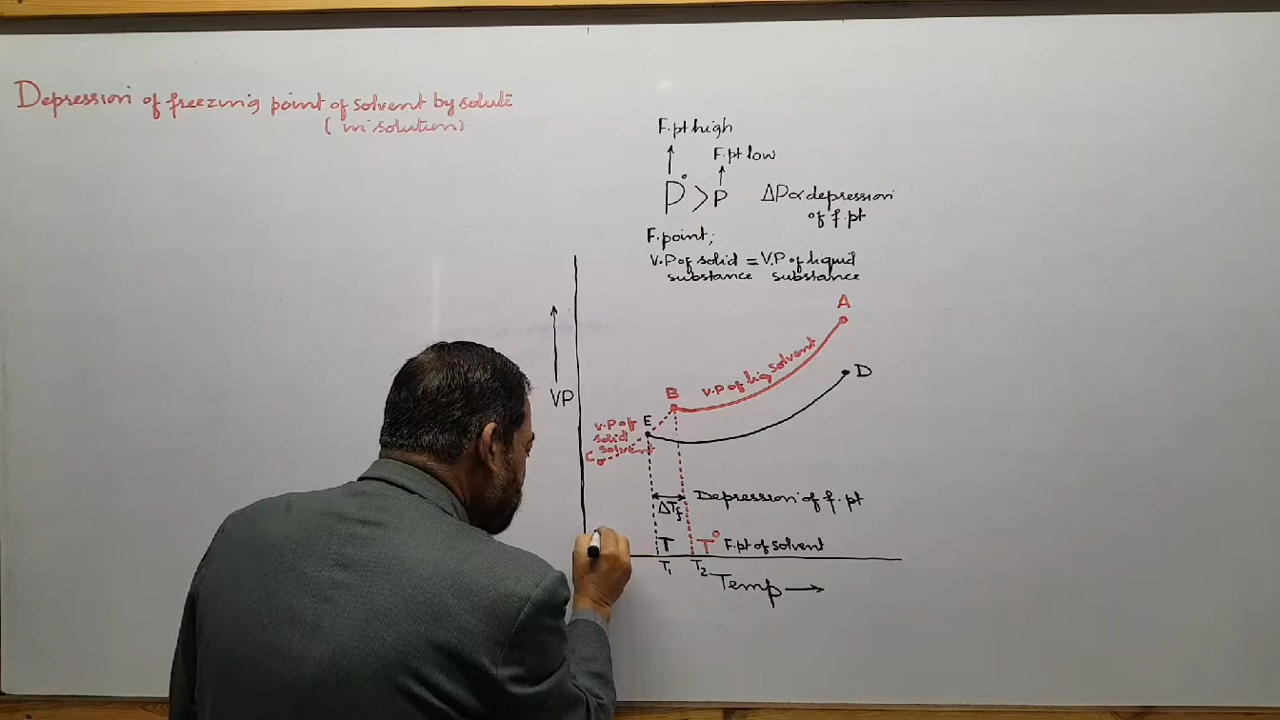 Depression of freezing point of solvent by solute
(in solution)
F.pt high
F.pt low
P° > P
ΔP ∝ depression
of f.pt
F.point;
V.P of solid = V.P of liquid
substance substance
A
V.P of liq solvent
D
B
VP
E
V.P of
solid
solvent
C
Depression of f.pt
ΔTf
T T° F.pt of solvent
T1 T2
Temp